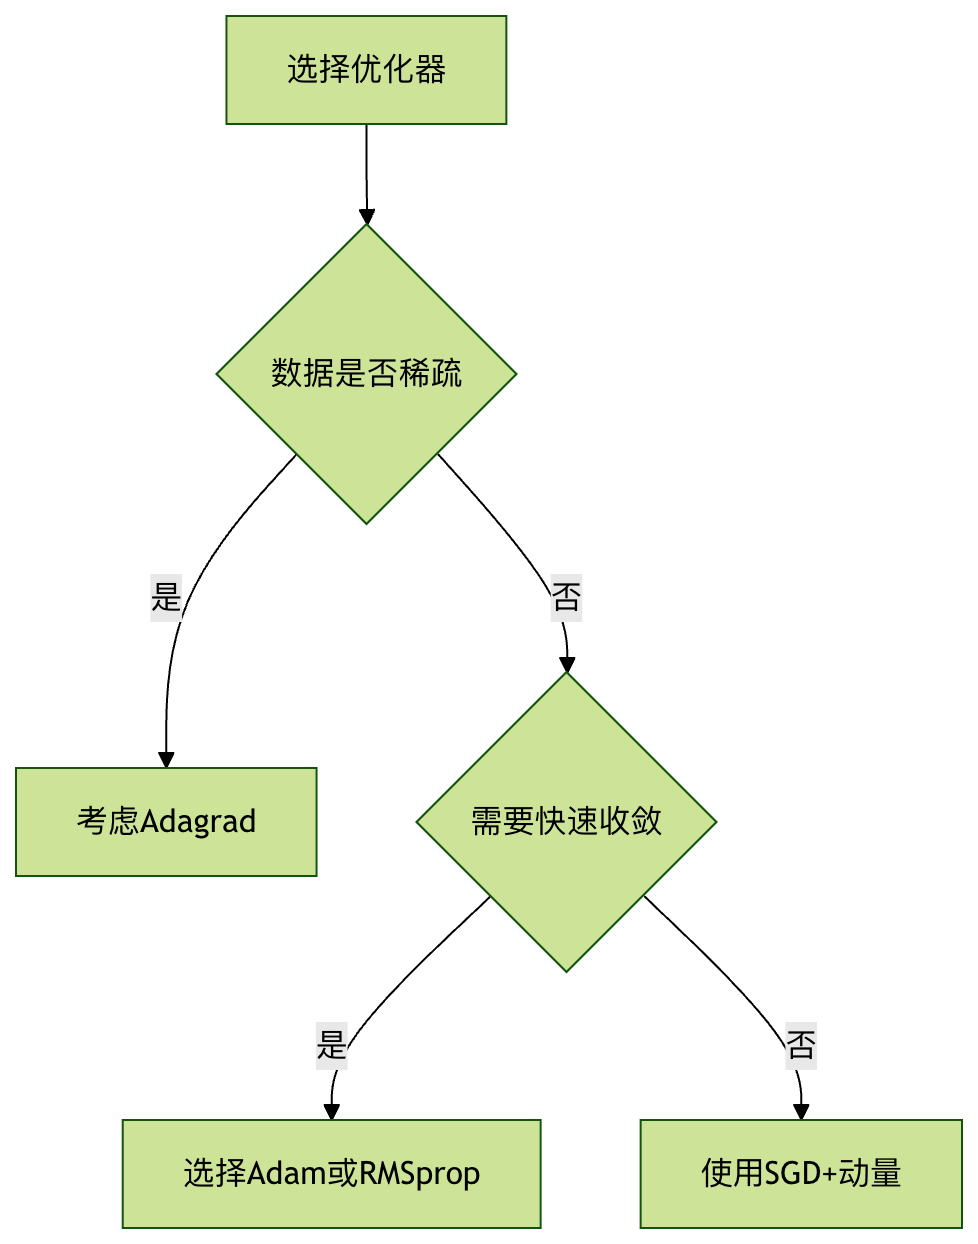 选择优化器
数据是否稀疏
是
否
考虑Adagrad
需要快速收敛
是
否
选择Adam或RMSprop
使用SGD+动量